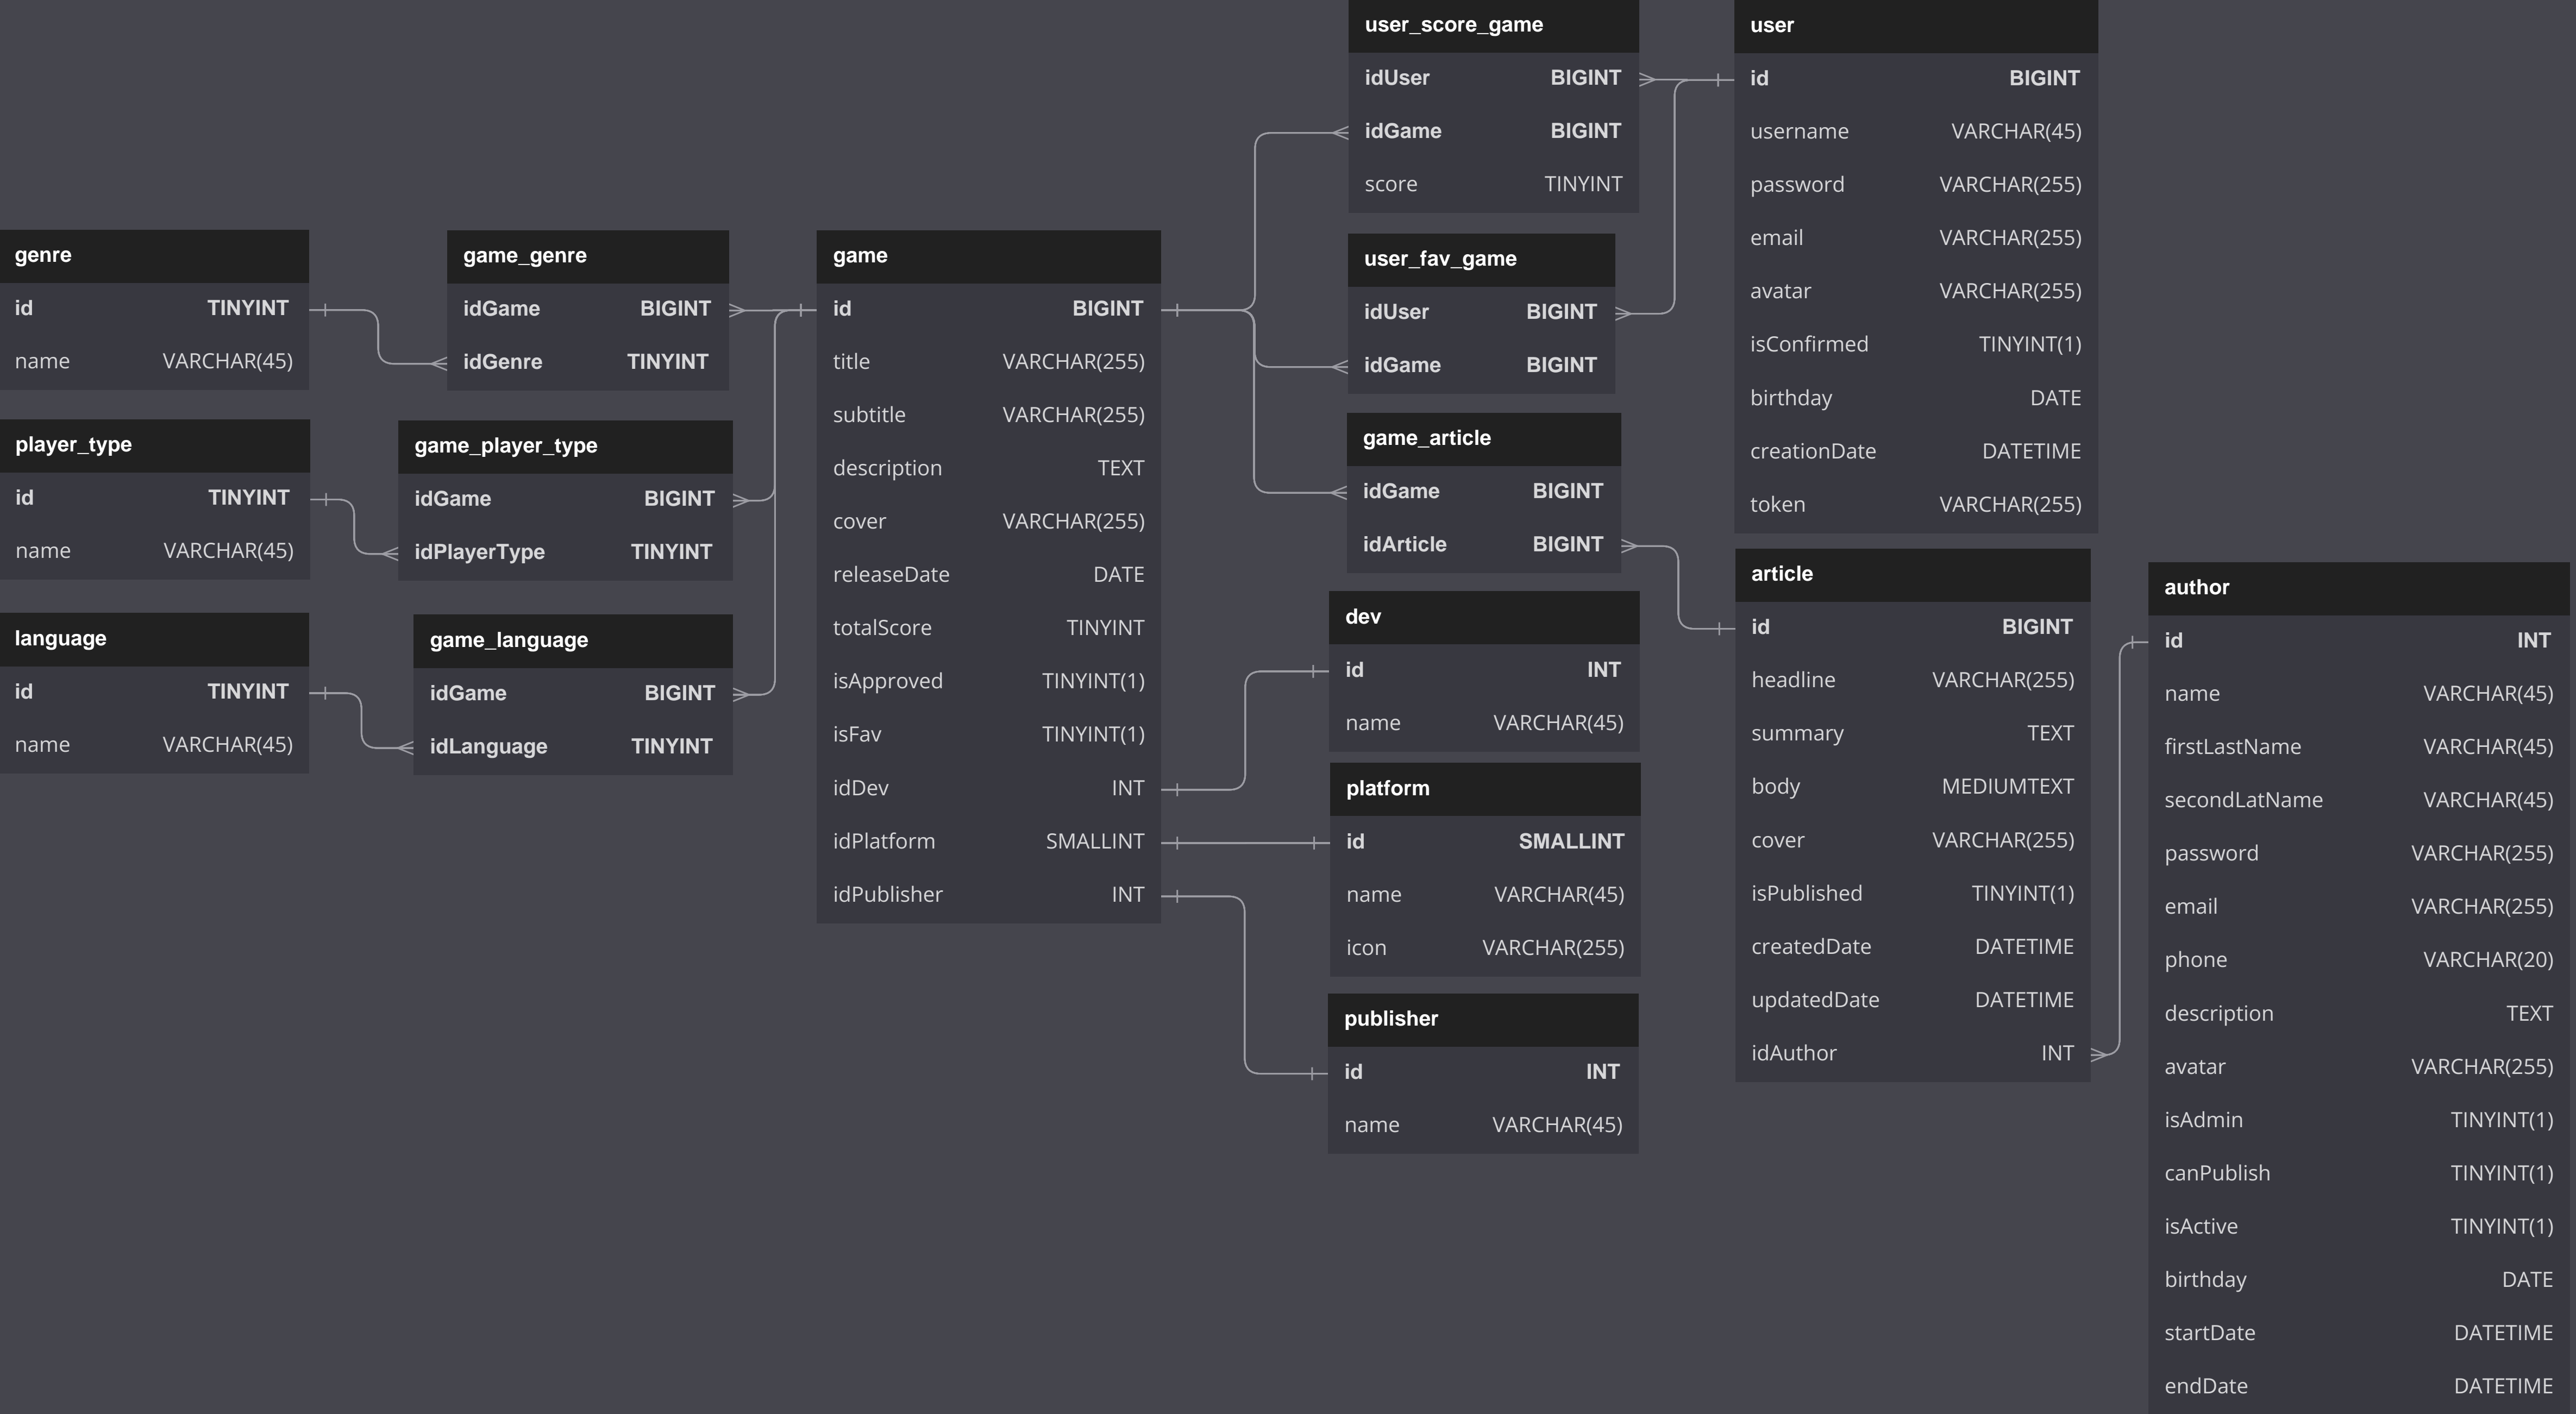 user_score_game
idUser BIGINT
idGame BIGINT
score TINYINT
user
id BIGINT
username VARCHAR(45)
password VARCHAR(255)
email VARCHAR(255)
avatar VARCHAR(255)
isConfirmed TINYINT(1)
birthday DATE
creationDate DATETIME
token VARCHAR(255)
genre
id TINYINT
name VARCHAR(45)
game_genre
idGame BIGINT
idGenre TINYINT
game
id BIGINT
title VARCHAR(255)
subtitle VARCHAR(255)
description TEXT
cover VARCHAR(255)
releaseDate DATE
totalScore TINYINT
isApproved TINYINT(1)
isFav TINYINT(1)
idDev INT
idPlatform SMALLINT
idPublisher INT
user_fav_game
idUser BIGINT
idGame BIGINT
player_type
id TINYINT
name VARCHAR(45)
game_player_type
idGame BIGINT
idPlayerType TINYINT
game_article
idGame BIGINT
idArticle BIGINT
language
id TINYINT
name VARCHAR(45)
game_language
idGame BIGINT
idLanguage TINYINT
dev
id INT
name VARCHAR(45)
platform
id SMALLINT
name VARCHAR(45)
icon VARCHAR(255)
publisher
id INT
name VARCHAR(45)
article
id BIGINT
headline VARCHAR(255)
summary TEXT
body MEDIUMTEXT
cover VARCHAR(255)
isPublished TINYINT(1)
createdDate DATETIME
updatedDate DATETIME
idAuthor INT
author
id INT
name VARCHAR(45)
firstLastName VARCHAR(45)
secondLatName VARCHAR(45)
password VARCHAR(255)
email VARCHAR(255)
phone VARCHAR(20)
description TEXT
avatar VARCHAR(255)
isAdmin TINYINT(1)
canPublish TINYINT(1)
isActive TINYINT(1)
birthday DATE
startDate DATETIME
endDate DATETIME